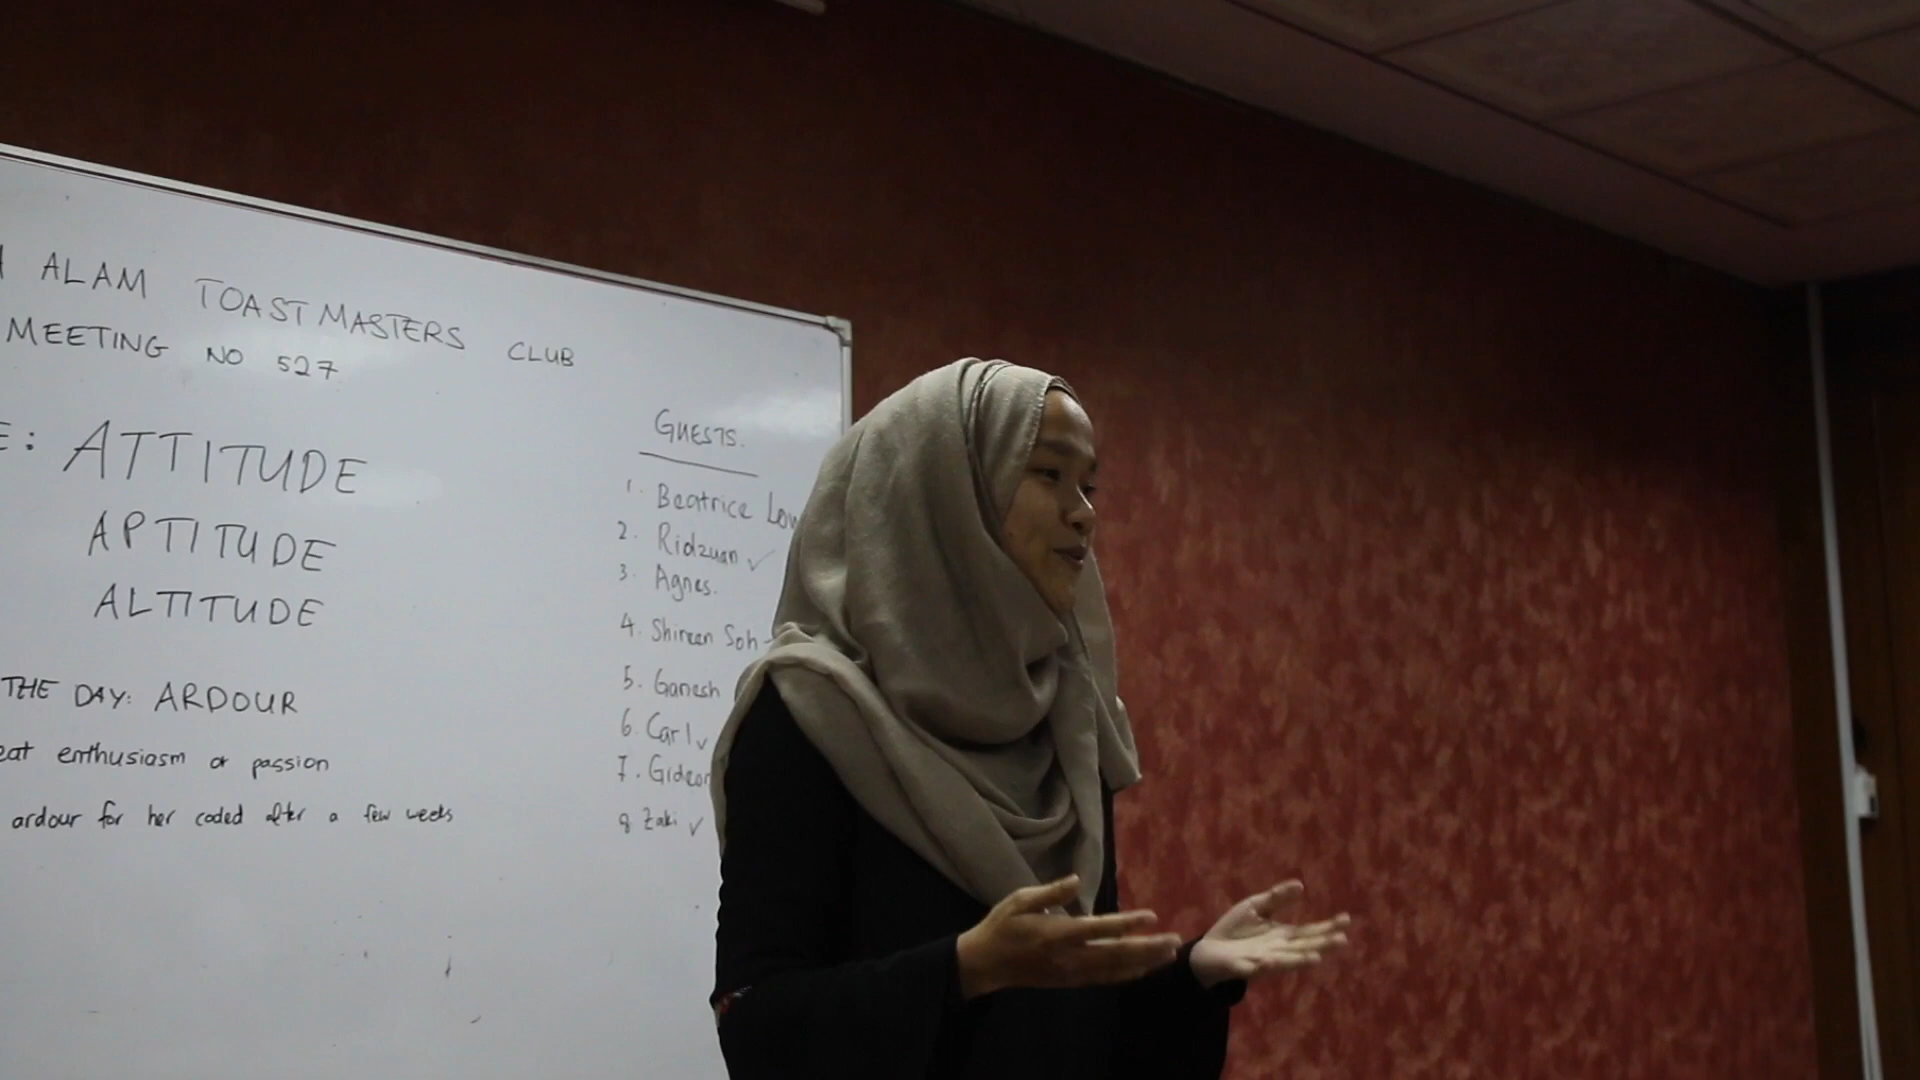 ALAM TOASTMASTERS CLUB
MEETING NO 527
: ATTITUDE
APTITUDE
ALTITUDE
THE DAY: ARDOUR
enthusiasm or passion
ardour for her cooled after a few weeks
GUESTS.
1. Beatrice
2. Ridzuan ✓
3. Agnes.
4. Shireen Soh
5. Ganesh
6. Carl ✓
7. Gideon
8 Zaki ✓